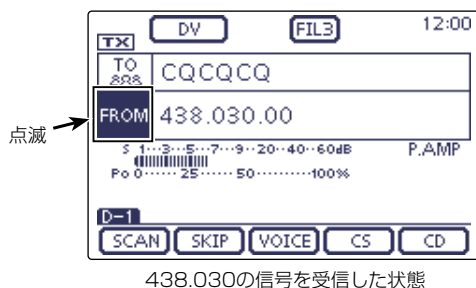 DV FIL3 12:00
TX
TO CQCQCQ
FROM 438.030.00
点滅
S 1···3···5···7···9··20··40··60dB P.AMP
Po 0······25······50··········100%
D-1
SCAN SKIP VOICE CS CD
438.030の信号を受信した状態